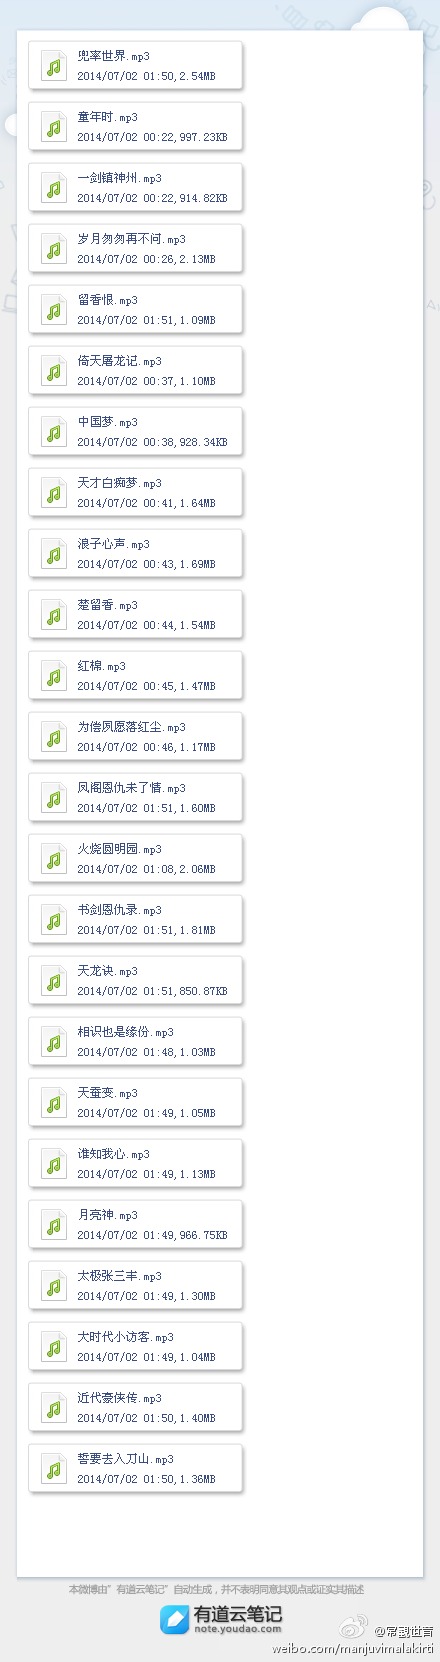 兜率世界.mp3
2014/07/02 01:50,2.54MB
童年时.mp3
2014/07/02 00:22,997.23KB
一剑镇神州.mp3
2014/07/02 00:22,914.82KB
岁月匆匆再不问.mp3
2014/07/02 00:26,2.13MB
留香恨.mp3
2014/07/02 01:51,1.09MB
倚天屠龙记.mp3
2014/07/02 00:37,1.10MB
中国梦.mp3
2014/07/02 00:38,928.34KB
天才白痴梦.mp3
2014/07/02 00:41,1.64MB
浪子心声.mp3
2014/07/02 00:43,1.69MB
楚留香.mp3
2014/07/02 00:44,1.54MB
红棉.mp3
2014/07/02 00:45,1.47MB
为偿夙愿落红尘.mp3
2014/07/02 00:46,1.17MB
凤阁恩仇未了情.mp3
2014/07/02 01:51,1.60MB
火烧圆明园.mp3
2014/07/02 01:08,2.06MB
书剑恩仇录.mp3
2014/07/02 01:51,1.81MB
天龙诀.mp3
2014/07/02 01:51,850.87KB
相识也是缘份.mp3
2014/07/02 01:48,1.03MB
天蚕变.mp3
2014/07/02 01:49,1.05MB
谁知我心.mp3
2014/07/02 01:49,1.13MB
月亮神.mp3
2014/07/02 01:49,966.75KB
太极张三丰.mp3
2014/07/02 01:49,1.30MB
大时代小访客.mp3
2014/07/02 01:49,1.04MB
近代豪侠传.mp3
2014/07/02 01:50,1.40MB
誓要去入刀山.mp3
2014/07/02 01:50,1.36MB
本微博由”有道云笔记”自动生成，并不表明同意其观点或证实其描述
有道云笔记
note.youdao.com
weibo.com/manjuvimalakirti